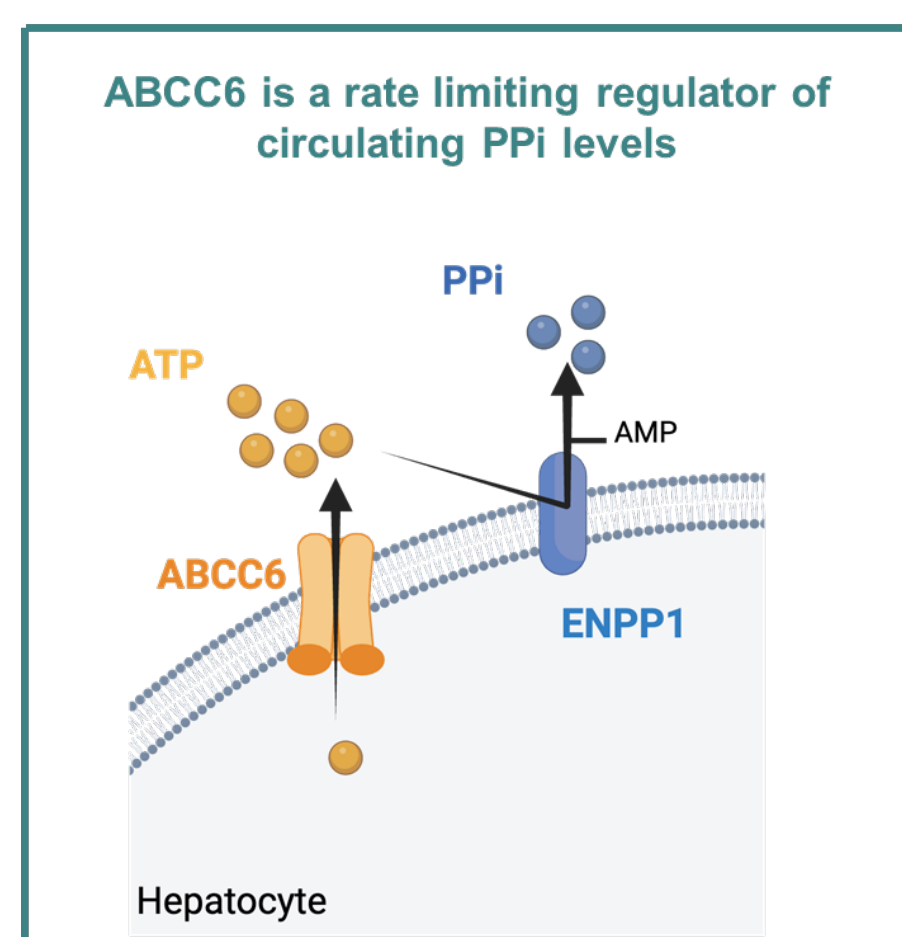 ABCC6 is a rate limiting regulator of
circulating PPi levels
PPi
ATP
AMP
ABCC6
ENPP1
Hepatocyte